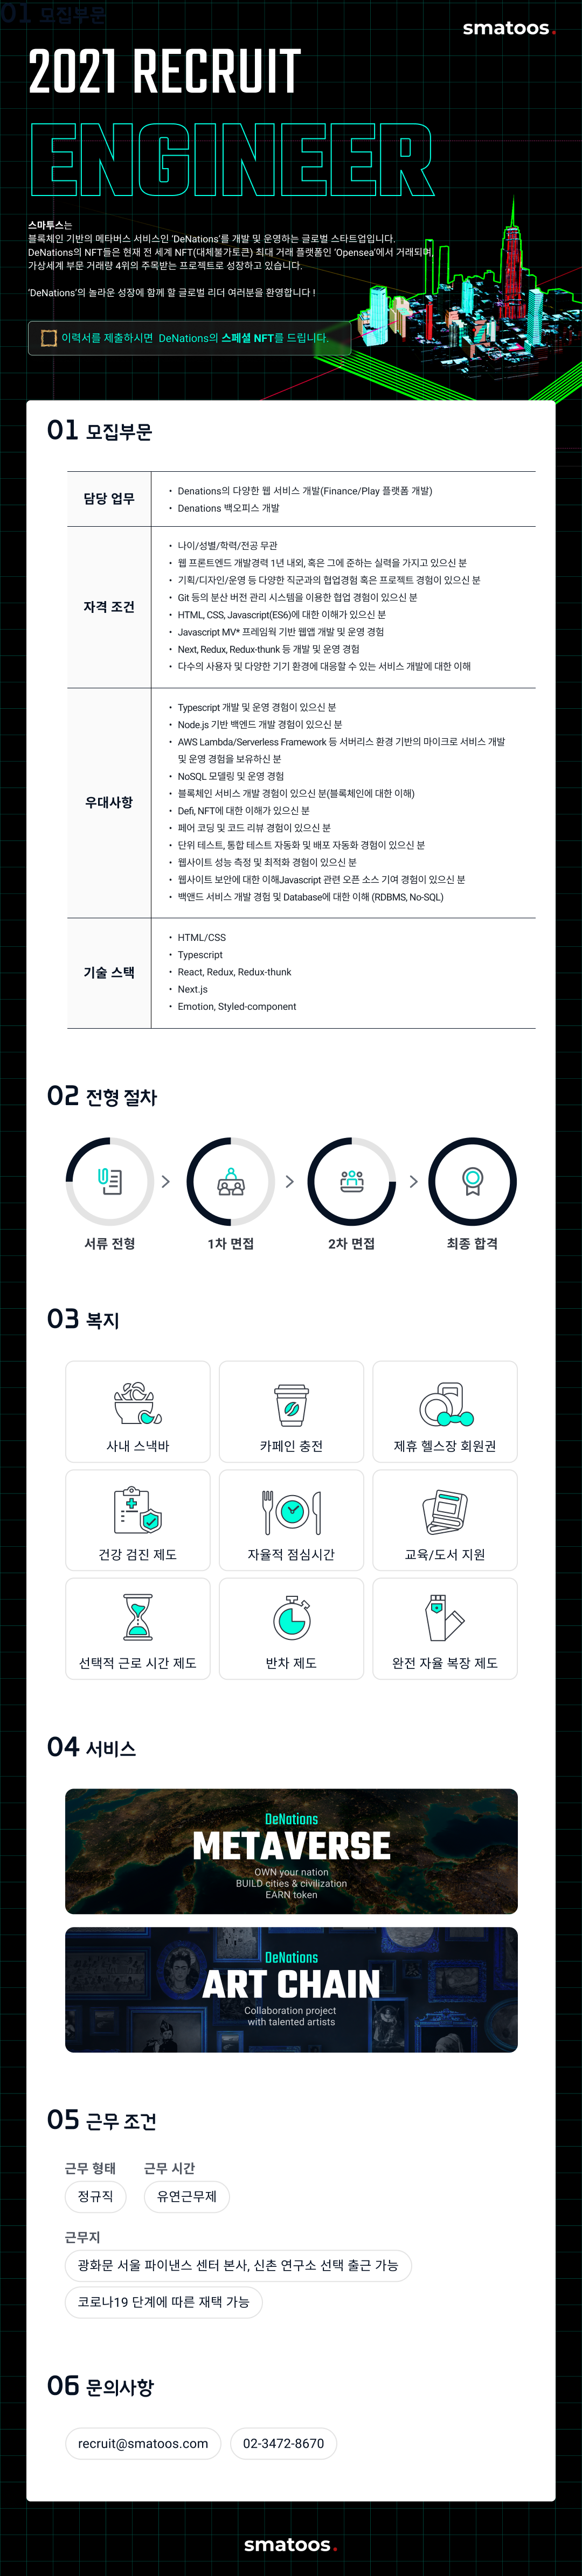 01 모집부문
smatoos.
2021 RECRUIT
ENGINEER
스마투스는
블록체인 기반의 메타버스 서비스인 'DeNations'를 개발 및 운영하는 글로벌 스타트업입니다.
DeNations의 NFT들은 현재 전 세계 NFT(대체불가토큰) 최대 거래 플랫폼인 'Opensea'에서 거래되며,
가상세계 부문 거래량 4위의 주목받는 프로젝트로 성장하고 있습니다.
'DeNations'의 놀라운 성장에 함께 할 글로벌 리더 여러분을 환영합니다 !
이력서를 제출하시면 DeNations의 스페셜 NFT를 드립니다.
01 모집부문
담당 업무
• Denations의 다양한 웹 서비스 개발(Finance/Play 플랫폼 개발)
• Denations 백오피스 개발
자격 조건
• 나이/성별/학력/전공 무관
• 웹 프론트엔드 개발경력 1년 내외, 혹은 그에 준하는 실력을 가지고 있으신 분
• 기획/디자인/운영 등 다양한 직군과의 협업경험 혹은 프로젝트 경험이 있으신 분
• Git 등의 분산 버전 관리 시스템을 이용한 협업 경험이 있으신 분
• HTML, CSS, Javascript(ES6)에 대한 이해가 있으신 분
• Javascript MV* 프레임웍 기반 웹앱 개발 및 운영 경험
• Next, Redux, Redux-thunk 등 개발 및 운영 경험
• 다수의 사용자 및 다양한 기기 환경에 대응할 수 있는 서비스 개발에 대한 이해
우대사항
• Typescript 개발 및 운영 경험이 있으신 분
• Node.js 기반 백엔드 개발 경험이 있으신 분
• AWS Lambda/Serverless Framework 등 서버리스 환경 기반의 마이크로 서비스 개발
및 운영 경험을 보유하신 분
• NoSQL 모델링 및 운영 경험
• 블록체인 서비스 개발 경험이 있으신 분(블록체인에 대한 이해)
• Defi, NFT에 대한 이해가 있으신 분
• 페어 코딩 및 코드 리뷰 경험이 있으신 분
• 단위 테스트, 통합 테스트 자동화 및 배포 자동화 경험이 있으신 분
• 웹사이트 성능 측정 및 최적화 경험이 있으신 분
• 웹사이트 보안에 대한 이해Javascript 관련 오픈 소스 기여 경험이 있으신 분
• 백앤드 서비스 개발 경험 및 Database에 대한 이해 (RDBMS, No-SQL)
기술 스택
• HTML/CSS
• Typescript
• React, Redux, Redux-thunk
• Next.js
• Emotion, Styled-component
02 전형 절차
서류 전형
1차 면접
2차 면접
최종 합격
03 복지
사내 스낵바
카페인 충전
제휴 헬스장 회원권
건강 검진 제도
자율적 점심시간
교육/도서 지원
선택적 근로 시간 제도
반차 제도
완전 자율 복장 제도
04 서비스
DeNations
METAVERSE
OWN your nation
BUILD cities & civilization
EARN token
DeNations
ART CHAIN
Collaboration project
with talented artists
05 근무 조건
근무 형태
정규직
근무 시간
유연근무제
근무지
광화문 서울 파이낸스 센터 본사, 신촌 연구소 선택 출근 가능
코로나19 단계에 따른 재택 가능
06 문의사항
recruit@smatoos.com
02-3472-8670
smatoos.